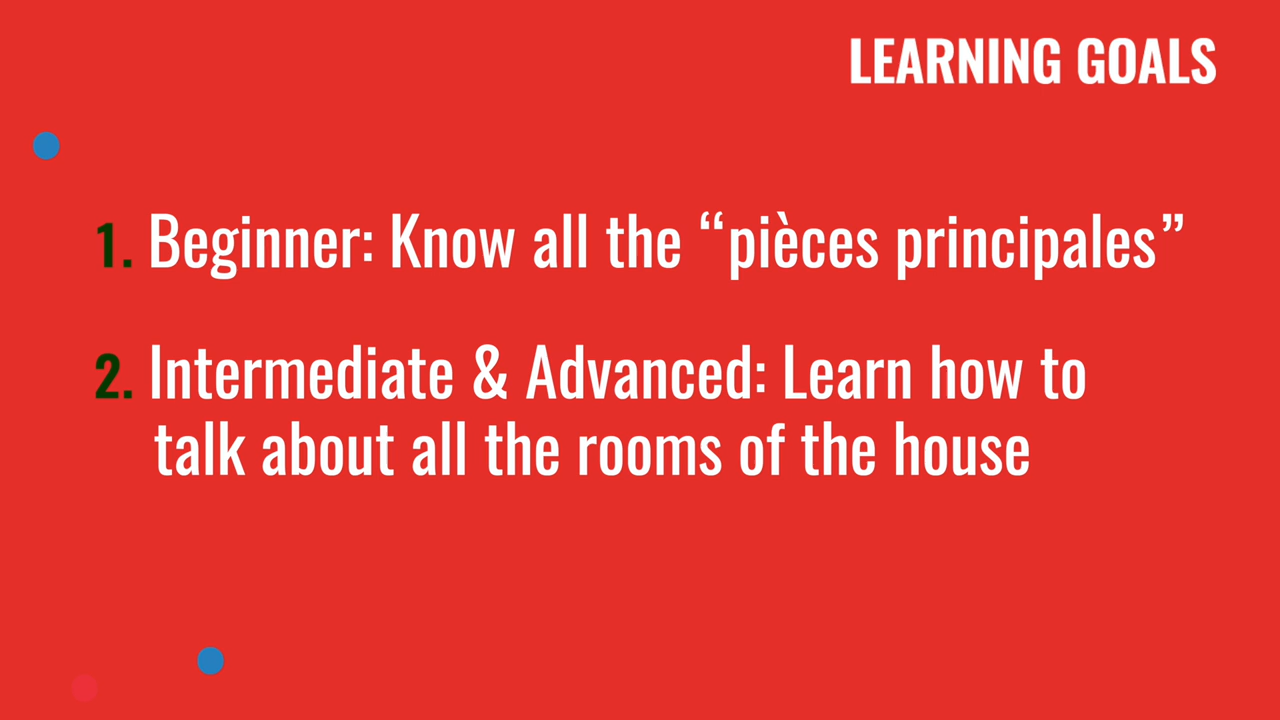 LEARNING GOALS
1. Beginner: Know all the “pièces principales”
2. Intermediate & Advanced: Learn how to
talk about all the rooms of the house